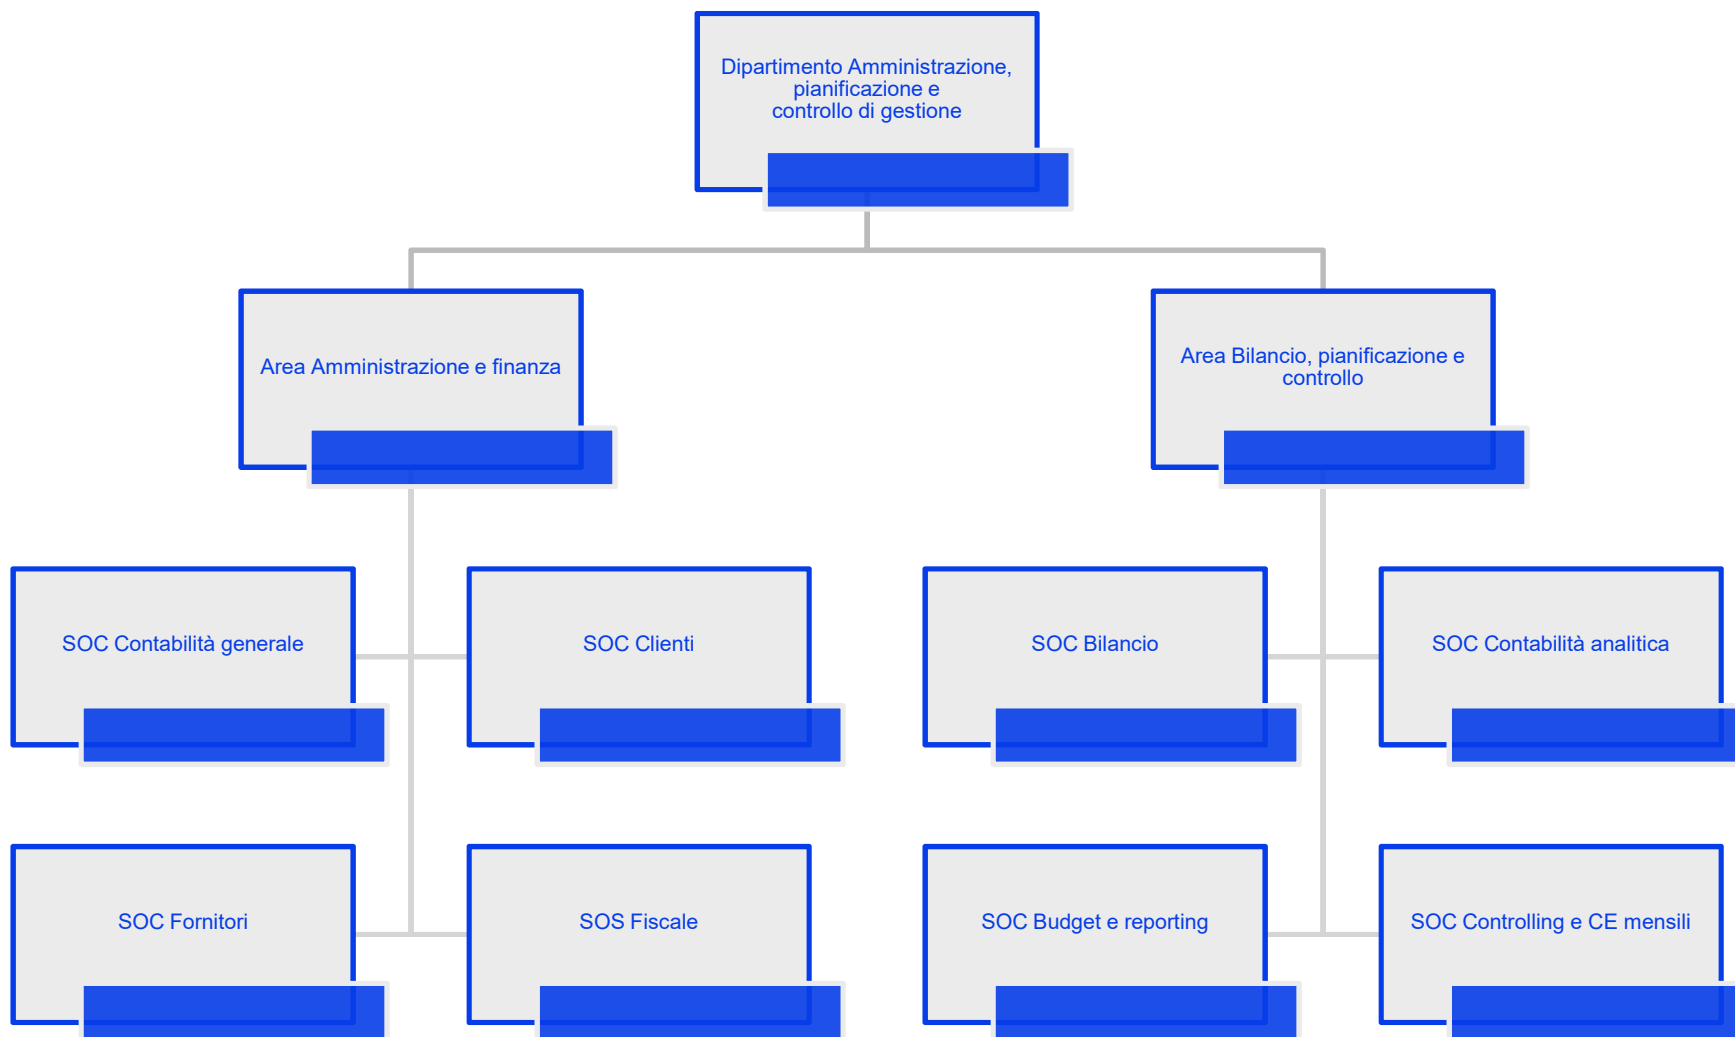 Dipartimento Amministrazione,
pianificazione e
controllo di gestione
Area Amministrazione e finanza
Area Bilancio, pianificazione e
controllo
SOC Contabilità generale
SOC Clienti
SOC Bilancio
SOC Contabilità analitica
SOC Fornitori
SOS Fiscale
SOC Budget e reporting
SOC Controlling e CE mensili